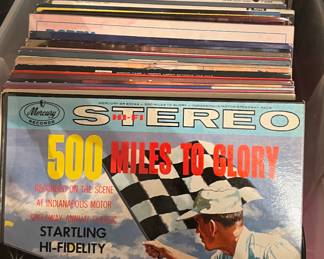 Mercury
RECORDS
STEREO
HI-FI
500 MILES TO GLORY
RECORDED ON THE SCENE
AT INDIANAPOLIS MOTOR
SPEEDWAY ANNUAL CLASSIC
STARTLING
HI-FIDELITY